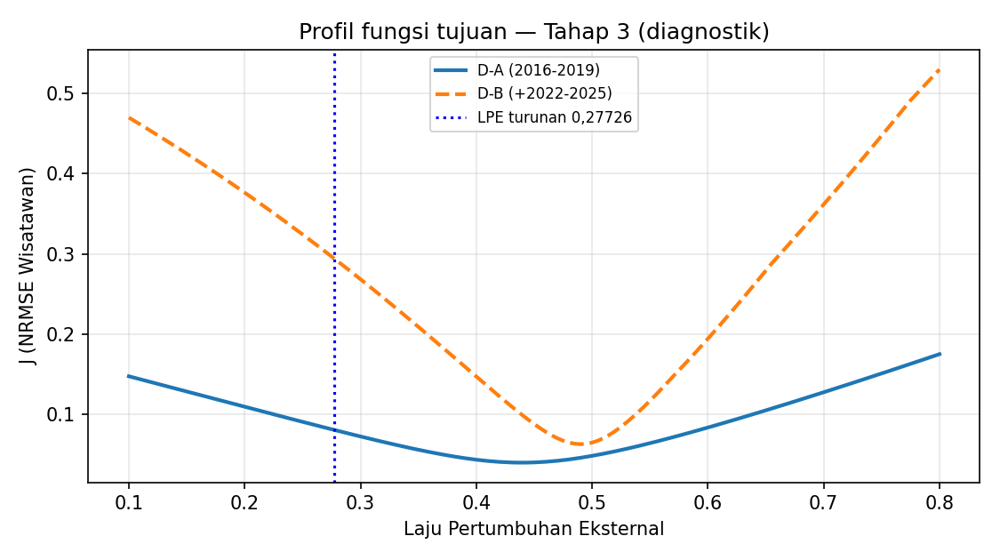 Profil fungsi tujuan — Tahap 3 (diagnostik)
D-A (2016-2019)
D-B (+2022-2025)
LPE turunan 0,27726
J (NRMSE Wisatawan)
0.5
0.4
0.3
0.2
0.1
0.1 0.2 0.3 0.4 0.5 0.6 0.7 0.8
Laju Pertumbuhan Eksternal